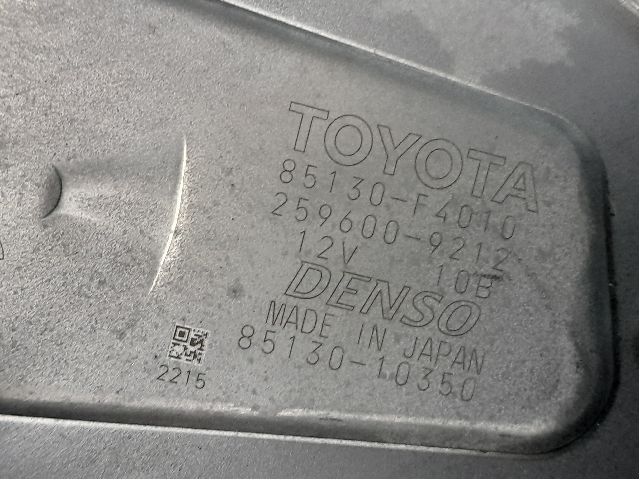 TOYOTA
85130-F4010
259600-9212
12V 10B
DENSO
MADE IN JAPAN
85130-10350
2215